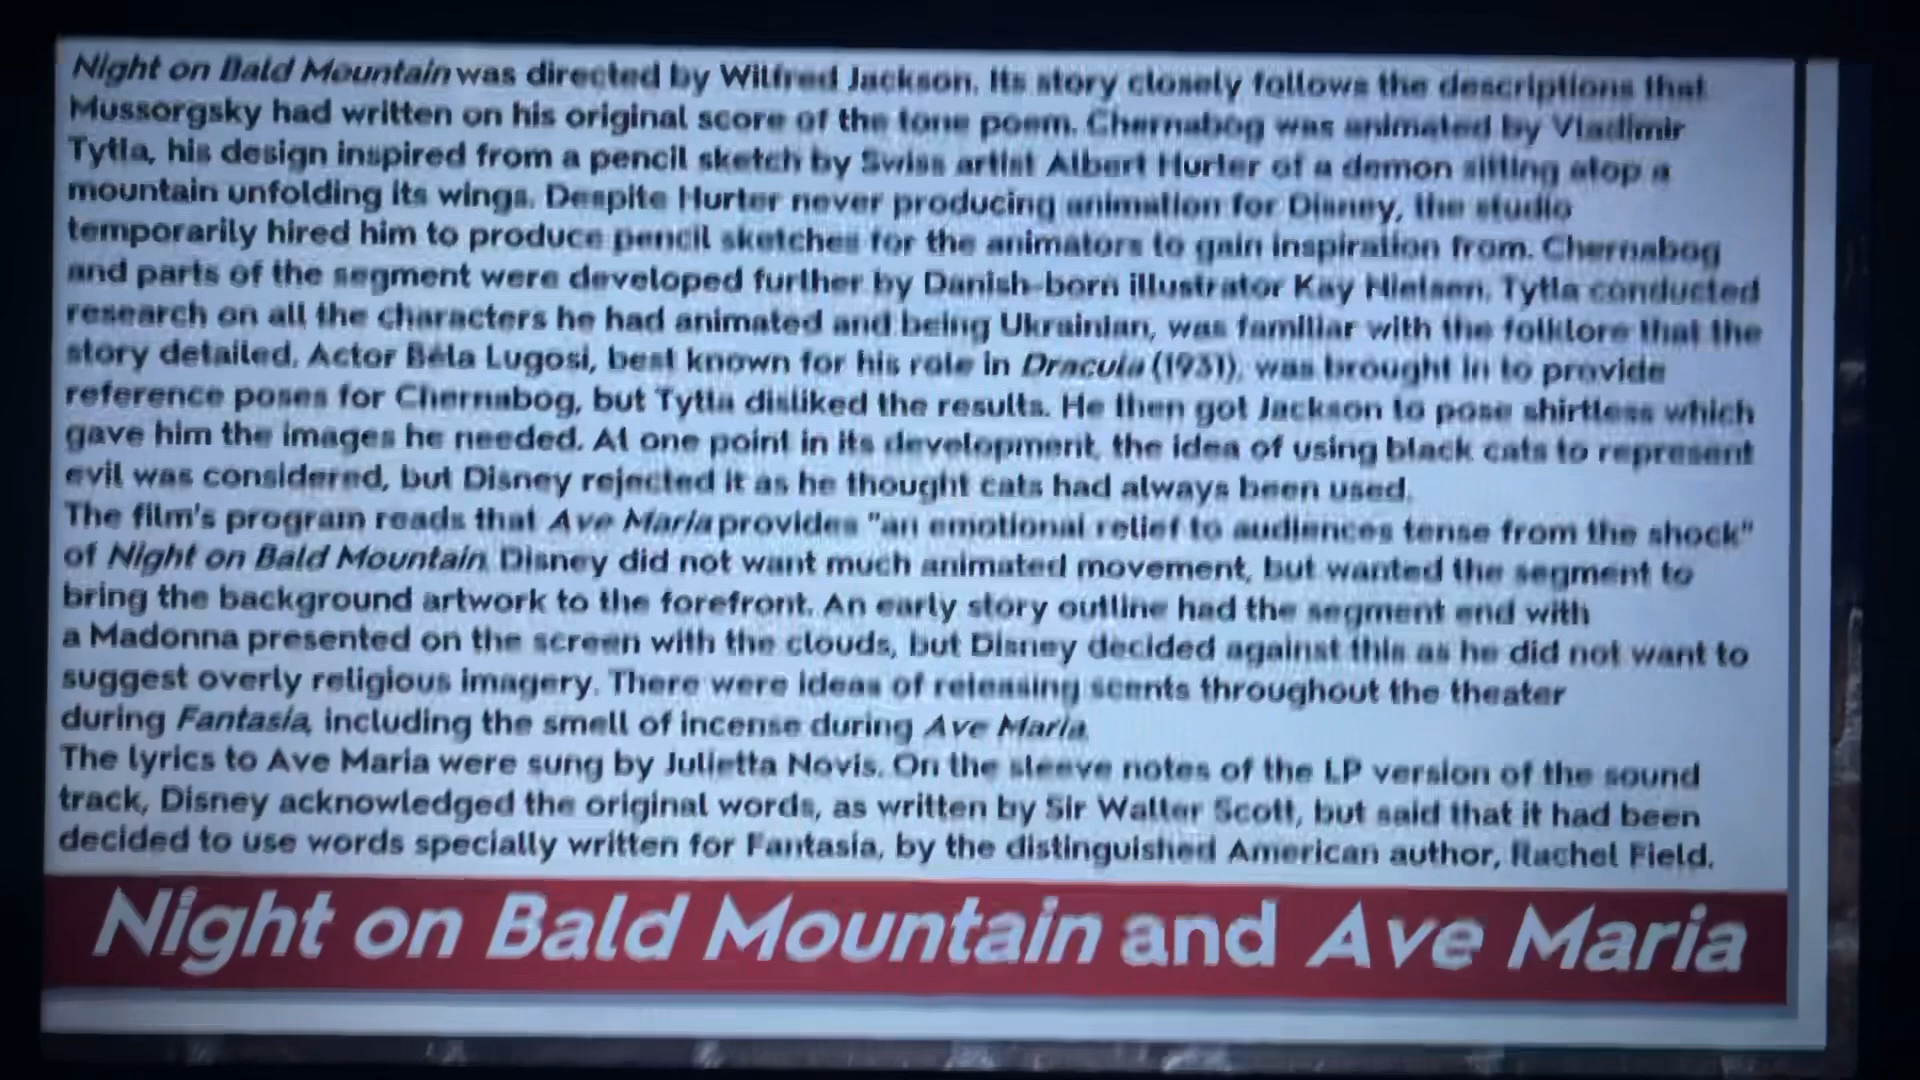 Night on Bald Mountain was directed by Wilfred Jackson. Its story closely follows the descriptions that
Mussorgsky had written on his original score of the tone poem. Chernabog was animated by Vladimir
Tytla, his design inspired from a pencil sketch by Swiss artist Albert Hurter of a demon sitting atop a
mountain unfolding its wings. Despite Hurter never producing animation for Disney, the studio
temporarily hired him to produce pencil sketches for the animators to gain inspiration from. Chernabog
and parts of the segment were developed further by Danish-born illustrator Kay Nielsen. Tytla conducted
research on all the characters he had animated and being Ukrainian, was familiar with the folklore that the
story detailed. Actor Béla Lugosi, best known for his role in Dracula (1931), was brought in to provide
reference poses for Chernabog, but Tytla disliked the results. He then got Jackson to pose shirtless which
gave him the images he needed. At one point in its development, the idea of using black cats to represent
evil was considered, but Disney rejected it as he thought cats had always been used.
The film's program reads that Ave Maria provides "an emotional relief to audiences tense from the shock"
of Night on Bald Mountain. Disney did not want much animated movement, but wanted the segment to
bring the background artwork to the forefront. An early story outline had the segment end with
a Madonna presented on the screen with the clouds, but Disney decided against this as he did not want to
suggest overly religious imagery. There were ideas of releasing scents throughout the theater
during Fantasia, including the smell of incense during Ave Maria.
The lyrics to Ave Maria were sung by Julietta Novis. On the sleeve notes of the LP version of the sound
track, Disney acknowledged the original words, as written by Sir Walter Scott, but said that it had been
decided to use words specially written for Fantasia, by the distinguished American author, Rachel Field.
Night on Bald Mountain and Ave Maria